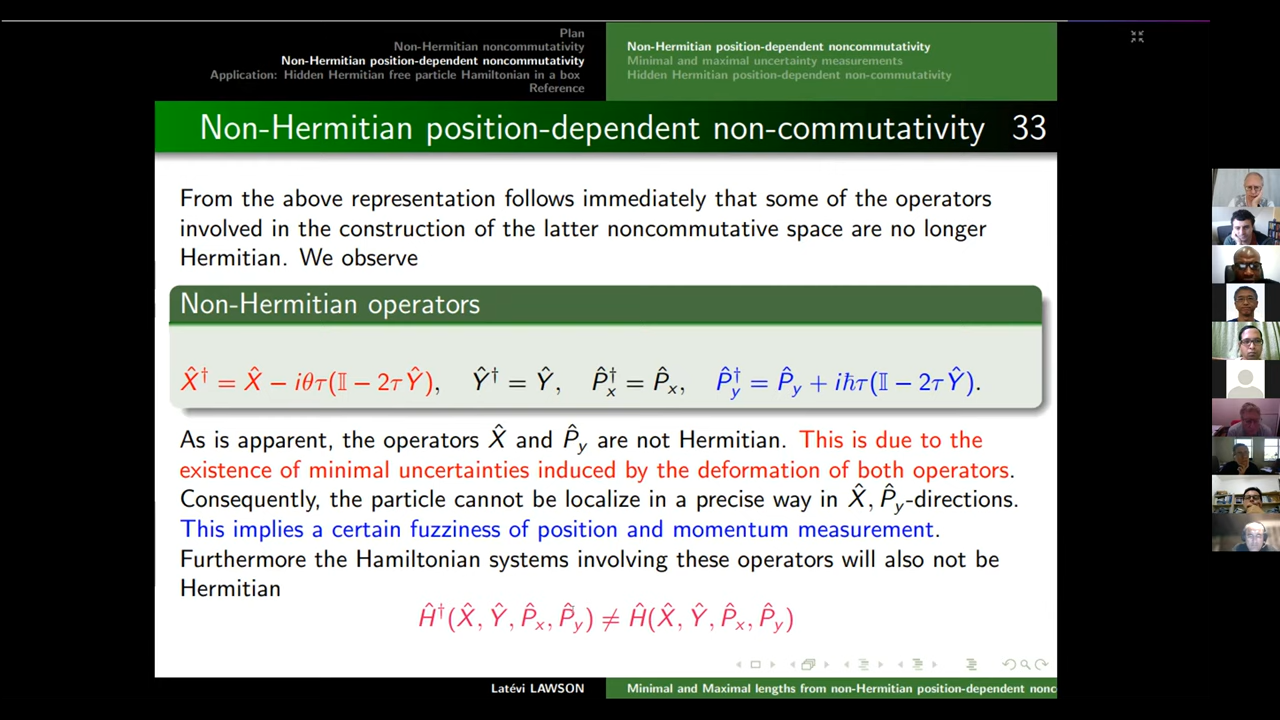 Plan
Non-Hermitian noncommutativity
Non-Hermitian position-dependent noncommutativity
Application: Hidden Hermitian free particle Hamiltonian in a box
Reference
Non-Hermitian position-dependent noncommutativity
Minimal and maximal uncertainty measurements
Hidden Hermitian position-dependent non-commutativity
Non-Hermitian position-dependent non-commutativity 33
From the above representation follows immediately that some of the operators
involved in the construction of the latter noncommutative space are no longer
Hermitian. We observe
Non-Hermitian operators
X̂† = X̂ − iθτ(𝕀 − 2τŶ), Ŷ† = Ŷ, P̂ₓ† = P̂ₓ, P̂_y† = P̂_y + iℏτ(𝕀 − 2τŶ).
As is apparent, the operators X̂ and P̂_y are not Hermitian. This is due to the
existence of minimal uncertainties induced by the deformation of both operators.
Consequently, the particle cannot be localize in a precise way in X̂, P̂_y-directions.
This implies a certain fuzziness of position and momentum measurement.
Furthermore the Hamiltonian systems involving these operators will also not be
Hermitian
Ĥ†(X̂, Ŷ, P̂ₓ, P̃_y) ≠ Ĥ(X̂, Ŷ, P̂ₓ, P̂_y)
Latévi LAWSON
Minimal and Maximal lengths from non-Hermitian position-dependent nonc